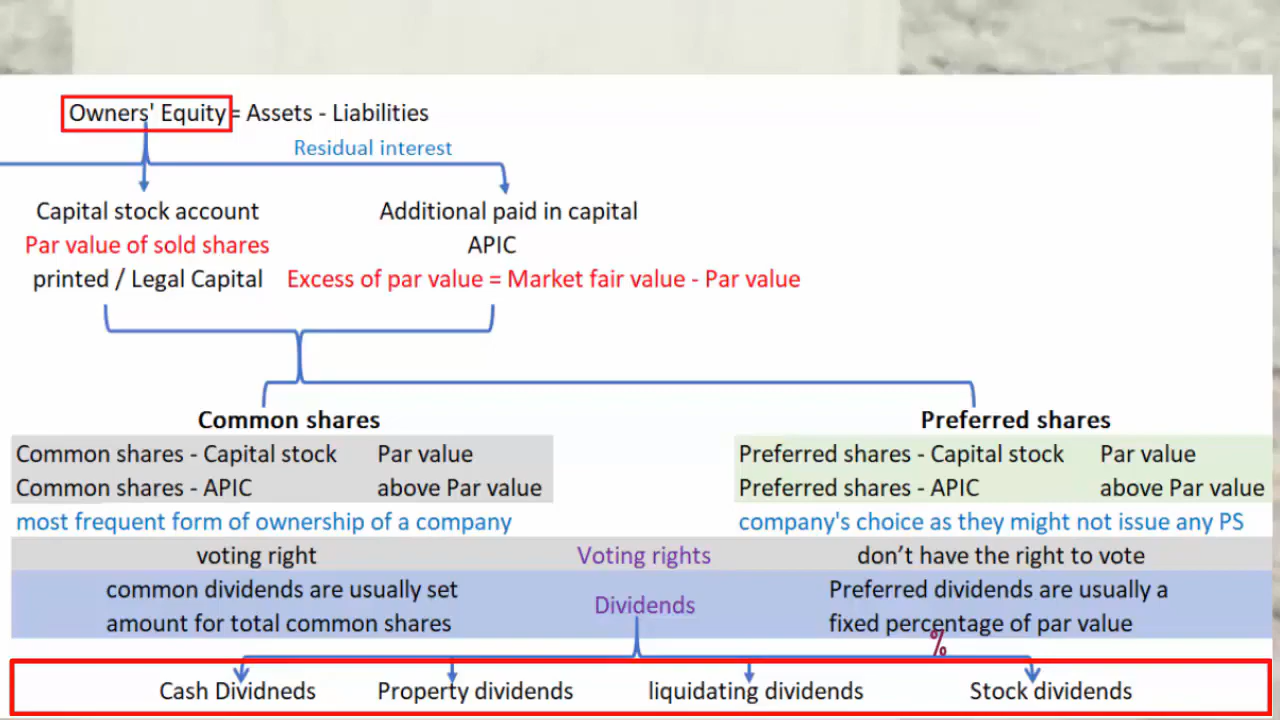 Owners' Equity = Assets - Liabilities
Residual interest
Capital stock account Additional paid in capital
Par value of sold shares APIC
printed / Legal Capital Excess of par value = Market fair value - Par value
Common shares Preferred shares
Common shares - Capital stock Par value Preferred shares - Capital stock Par value
Common shares - APIC above Par value Preferred shares - APIC above Par value
most frequent form of ownership of a company company's choice as they might not issue any PS
voting right Voting rights don’t have the right to vote
common dividends are usually set Preferred dividends are usually a
Dividends
amount for total common shares fixed percentage of par value
%
Cash Dividneds Property dividends liquidating dividends Stock dividends